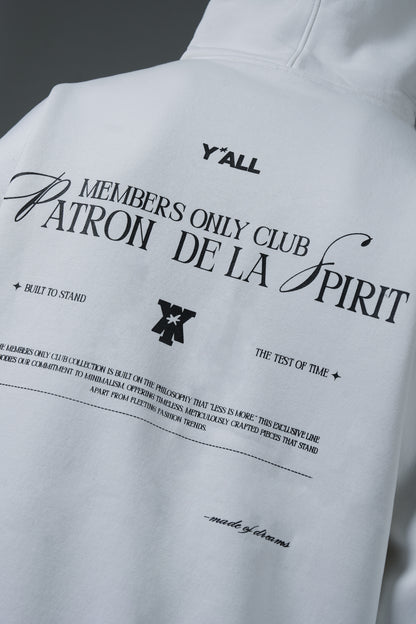 Y*ALL
MEMBERS ONLY CLUB
PATRON DE LA SPIRIT
BUILT TO STAND
THE TEST OF TIME
MEMBERS ONLY CLUB COLLECTION IS BUILT ON THE PHILOSOPHY THAT "LESS IS MORE." THIS EXCLUSIVE LINE
OUR COMMITMENT TO MINIMALISM, OFFERING TIMELESS, METICULOUSLY CRAFTED PIECES THAT STAND
APART FROM FLEETING FASHION TRENDS.
-made of dreams